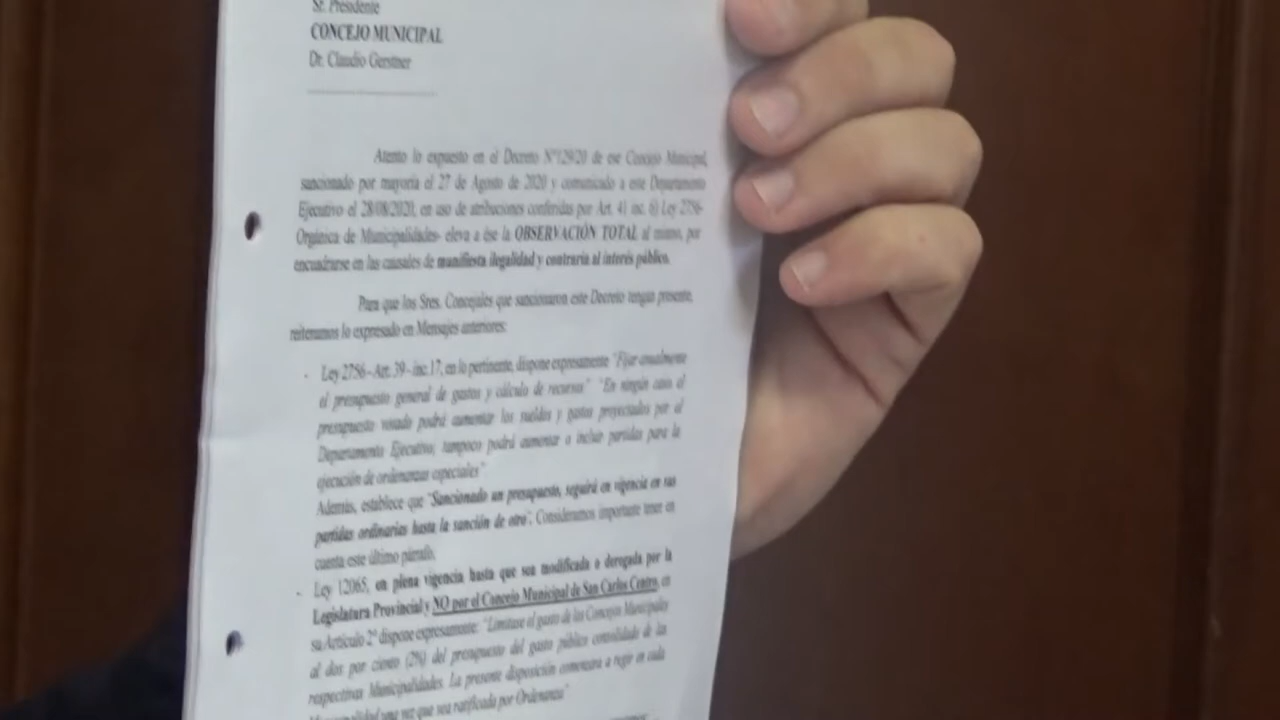 Sr. Presidente
CONCEJO MUNICIPAL
Dr. Claudio Gerstner
Atento lo expuesto en el Decreto N°129/20 de ese Concejo Municipal,
sancionado por mayoría el 27 de Agosto de 2020 y comunicado a este Departamento
Ejecutivo el 28/08/2020, en uso de atribuciones conferidas por Art. 41 inc. 6) Ley 2756-
Orgánica de Municipalidades- eleva a ése la OBSERVACIÓN TOTAL al mismo, por
encuadrarse en las causales de manifiesta ilegalidad y contraria al interés público.
Para que los Sres. Concejales que sancionaron este Decreto tengan presente,
reiteramos lo expresado en Mensajes anteriores:
- Ley 2756- Art. 39 - inc.17, en lo pertinente, dispone expresamente "Fijar anualmente
el presupuesto general de gastos y cálculo de recursos" "En ningún caso el
presupuesto votado podrá aumentar los sueldos y gastos proyectados por el
Departamento Ejecutivo; tampoco podrá aumentar o incluir partidas para la
ejecución de ordenanzas especiales".
Además, establece que "Sancionado un presupuesto, seguirá en vigencia en sus
partidas ordinarias hasta la sanción de otro". Consideramos importante tener en
cuenta este último párrafo.
- Ley 12065, en plena vigencia hasta que sea modificada o derogada por la
Legislatura Provincial y NO por el Concejo Municipal de San Carlos Centro, en
su Artículo 2° dispone expresamente: "Limítase el gasto de los Concejos Municipales
al dos por ciento (2%) del presupuesto del gasto público consolidado de las
respectivas Municipalidades. La presente disposición comenzará a regir en cada
Municipalidad una vez que sea ratificada por Ordenanza"